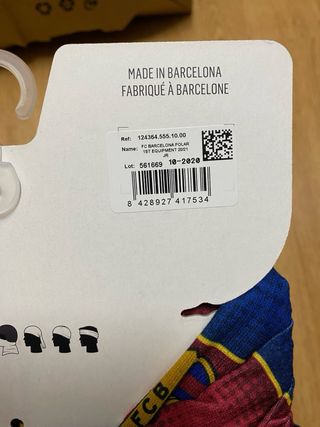 MADE IN BARCELONA
FABRIQUÉ À BARCELONE
Ref: 124364.555.10.00
Name: FC BARCELONA POLAR
1ST EQUIPMENT 20/21
JR
Lot: 561669 10-2020
8 428927 417534
FCB